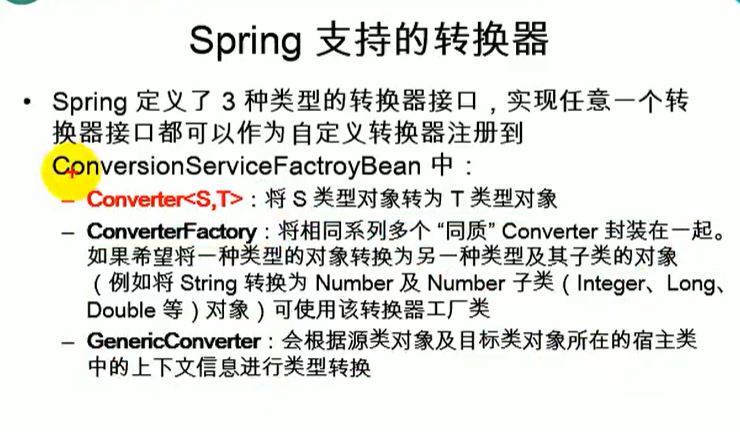 Spring 支持的转换器
• Spring 定义了 3 种类型的转换器接口，实现任意一个转
换器接口都可以作为自定义转换器注册到
ConversionServiceFactroyBean 中：
– Converter<S,T>：将 S 类型对象转为 T 类型对象
– ConverterFactory：将相同系列多个 “同质” Converter 封装在一起。
如果希望将一种类型的对象转换为另一种类型及其子类的对象
（例如将 String 转换为 Number 及 Number 子类（Integer、Long、
Double 等）对象）可使用该转换器工厂类
– GenericConverter：会根据源类对象及目标类对象所在的宿主类
中的上下文信息进行类型转换